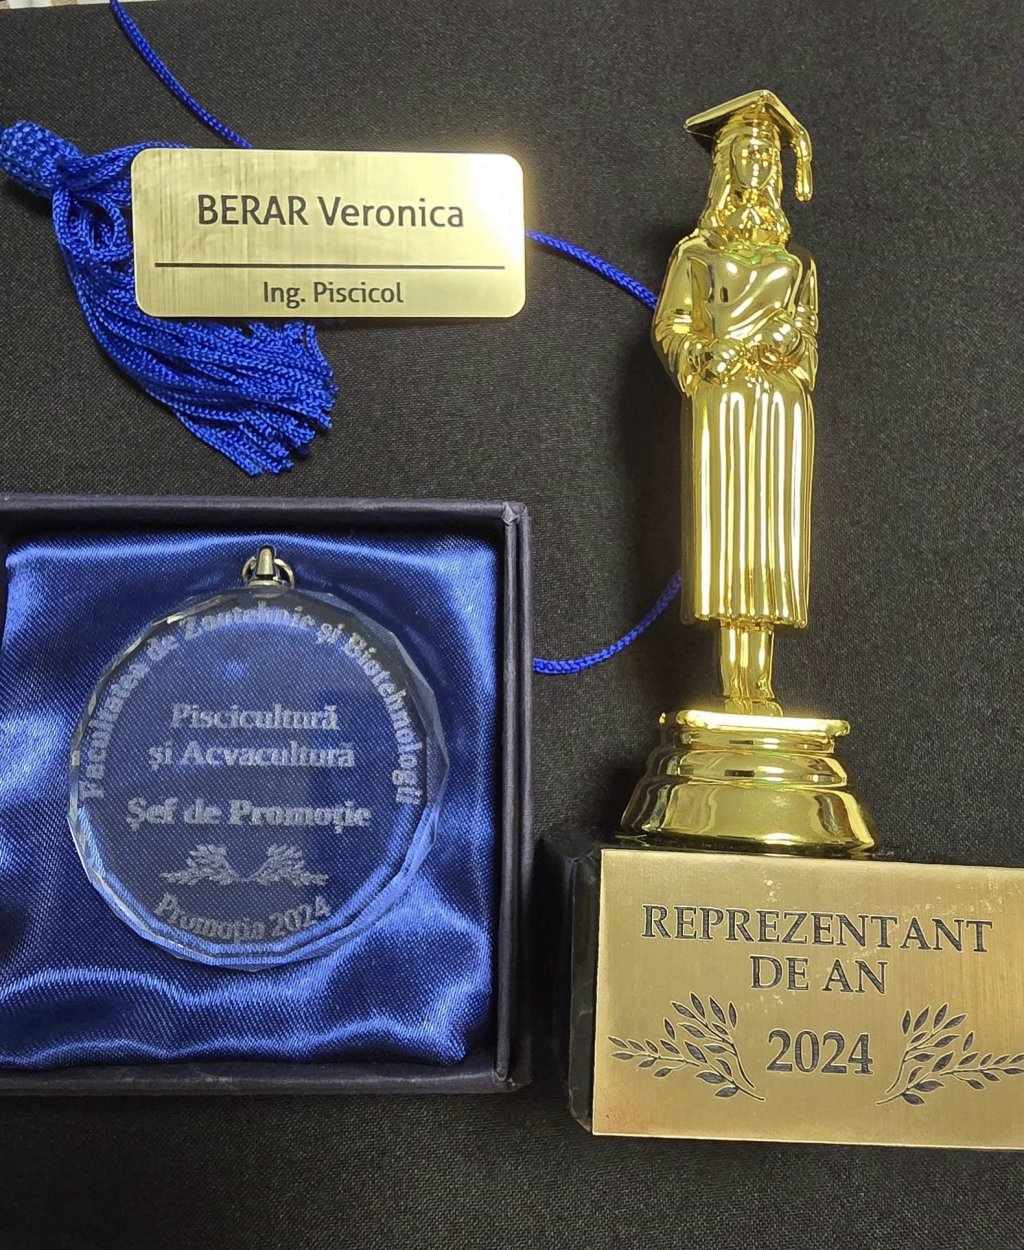 BERAR Veronica
Ing. Piscicol
Facultatea de Zootehnie și Biotehnologii
Piscicultură
și Acvacultură
Șef de Promoție
Promoția 2024
REPREZENTANT
DE AN
2024